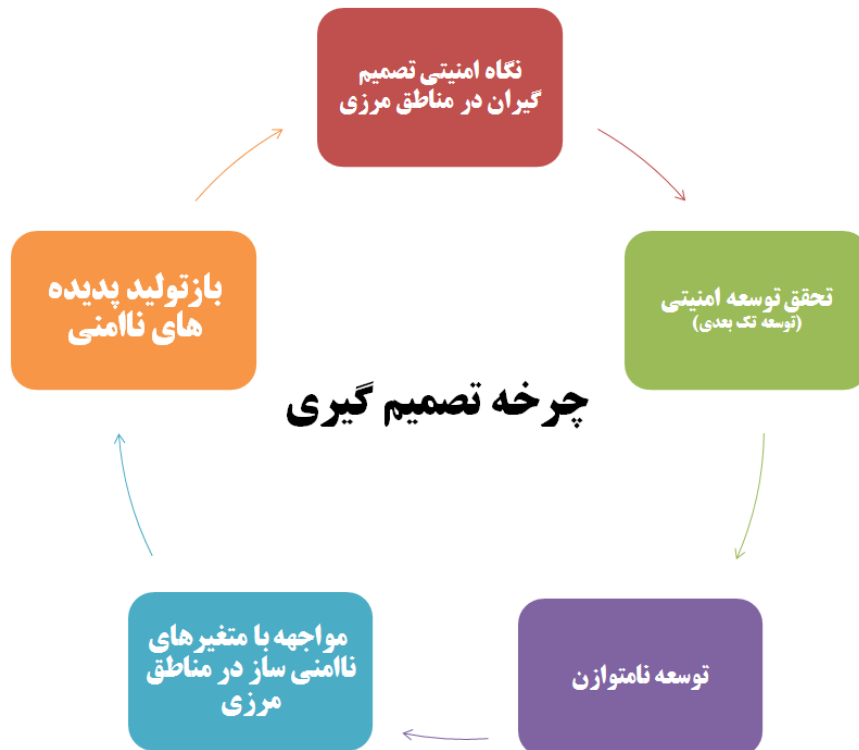 نگاه امنیتی تصمیم
گیران در مناطق مرزی
تحقق توسعه امنیتی
(توسعه تک بعدی)
توسعه نامتوازن
مواجهه با متغیرهای
ناامنی ساز در مناطق
مرزی
بازتولید پدیده
های ناامنی
چرخه تصمیم گیری